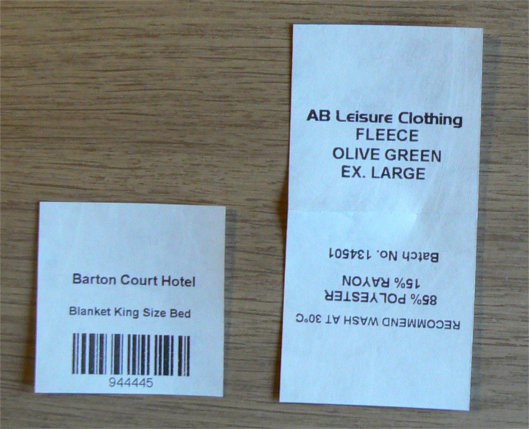 AB Leisure Clothing
FLEECE
OLIVE GREEN
EX. LARGE
RECOMMEND WASH AT 30°C
85% POLYESTER
15% RAYON
Batch No. 134501
Barton Court Hotel
Blanket King Size Bed
944445